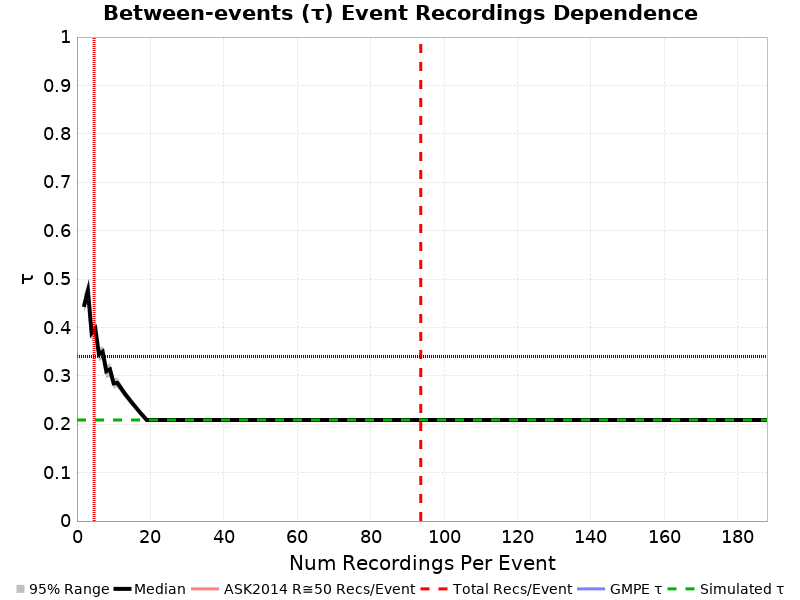 Between-events (τ) Event Recordings Dependence
1
0.9
0.8
0.7
0.6
0.5
0.4
0.3
0.2
0.1
0
τ
0 20 40 60 80 100 120 140 160 180
Num Recordings Per Event
95% Range Median ASK2014 R≅50 Recs/Event Total Recs/Event GMPE τ Simulated τ